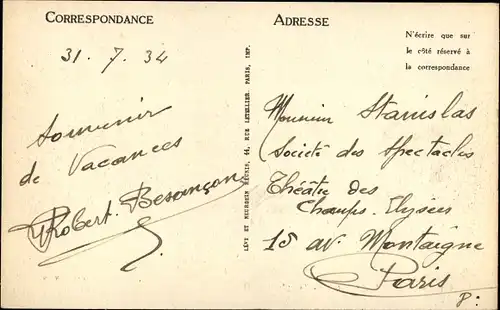 CORRESPONDANCE
31. 7. 34
Souvenir
de Vacances
Robert Besançon
LÉVY ET NEURDEIN RÉUNIS, 44, RUE LETELLIER, PARIS, IMP.
ADRESSE
N'écrire que sur
le côté réservé à
la correspondance
Monsieur Stanislas
Société des Spectacles
Théâtre des
Champs-Elysées
15 av. Montaigne
Paris
8e